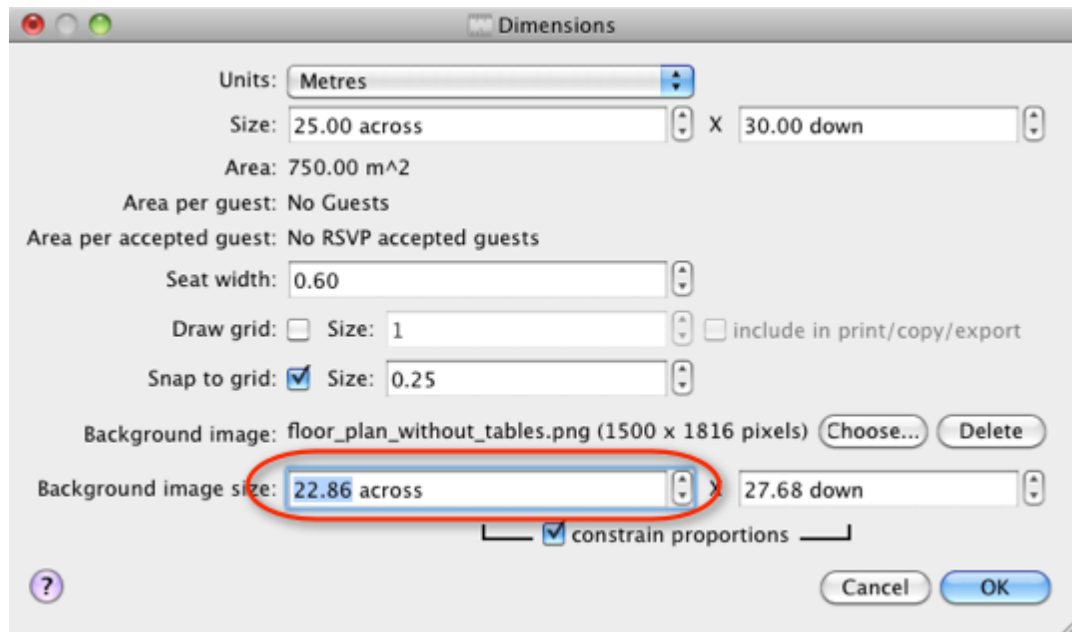 Dimensions
Units: Metres
Size: 25.00 across X 30.00 down
Area: 750.00 m^2
Area per guest: No Guests
Area per accepted guest: No RSVP accepted guests
Seat width: 0.60
Draw grid: Size: 1 include in print/copy/export
Snap to grid: Size: 0.25
Background image: floor_plan_without_tables.png (1500 x 1816 pixels) Choose... Delete
Background image size: 22.86 across X 27.68 down
constrain proportions
? Cancel OK